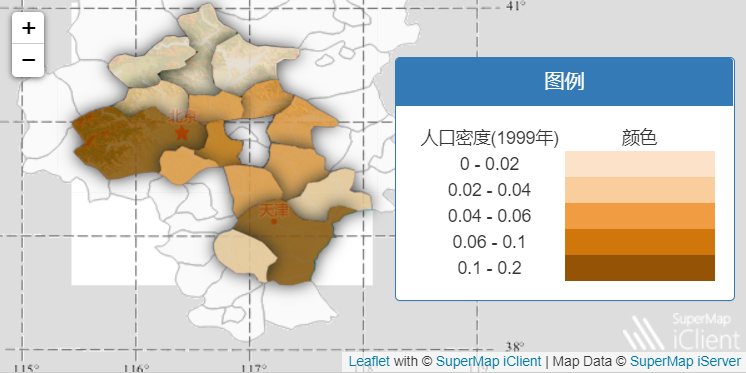 +
−
41°
图例
人口密度(1999年) 颜色
0 - 0.02
0.02 - 0.04
0.04 - 0.06
0.06 - 0.1
0.1 - 0.2
北京
天津
38°
SuperMap
iClient
Leaflet with © SuperMap iClient | Map Data © SuperMap iServer
115° 116° 117° 118° 119°